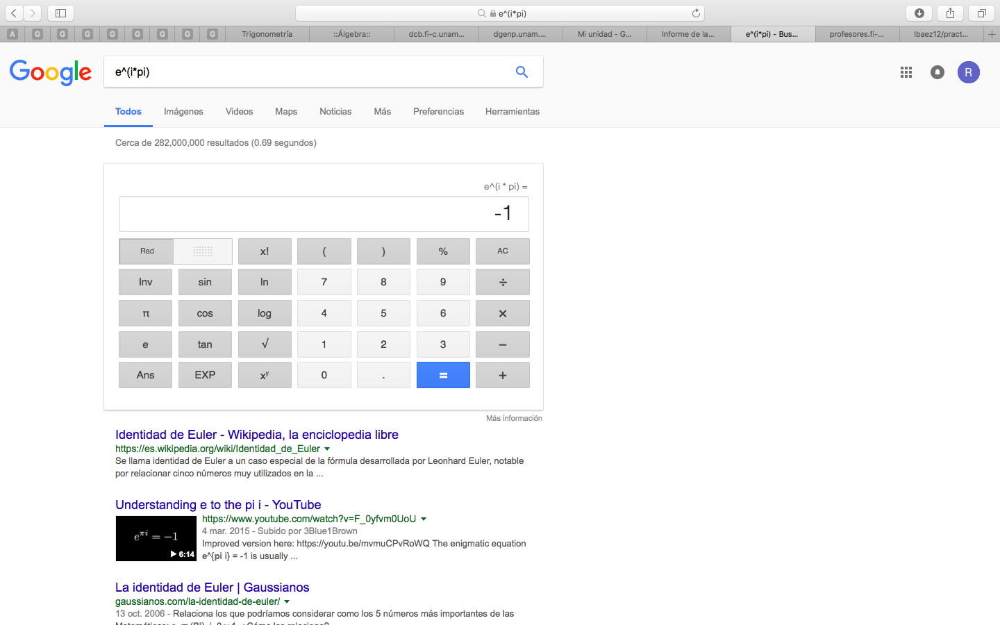 e^(i*pi)
A G G G G G G G G Trigonometría ::Álgebra:: dcb.fi-c.unam... dgenp.unam.... Mi unidad - G... Informe de la... e^(i*pi) - Bus... profesores.fi-... lbaez12/pract...
Google e^(i*pi) R
Todos Imágenes Videos Maps Noticias Más Preferencias Herramientas
Cerca de 282,000,000 resultados (0.69 segundos)
e^(i * pi) =
-1
Rad x! ( ) % AC
Inv sin ln 7 8 9 ÷
π cos log 4 5 6 ×
e tan √ 1 2 3 −
Ans EXP xʸ 0 . = +
Más información
Identidad de Euler - Wikipedia, la enciclopedia libre
https://es.wikipedia.org/wiki/Identidad_de_Euler
Se llama identidad de Euler a un caso especial de la fórmula desarrollada por Leonhard Euler, notable
por relacionar cinco números muy utilizados en la ...
Understanding e to the pi i - YouTube
https://www.youtube.com/watch?v=F_0yfvm0UoU
4 mar. 2015 - Subido por 3Blue1Brown
e^πi = −1
6:14
Improved version here: https://youtu.be/mvmuCPvRoWQ The enigmatic equation
e^{pi i} = -1 is usually ...
La identidad de Euler | Gaussianos
gaussianos.com/la-identidad-de-euler/
13 oct. 2006 - Relaciona los que podríamos considerar como los 5 números más importantes de las